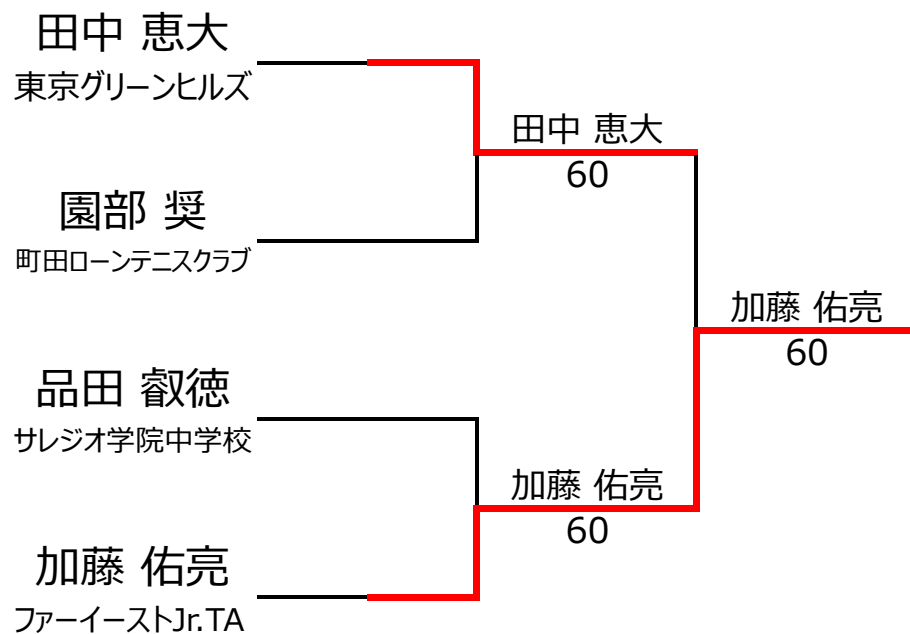 田中 恵大
東京グリーンヒルズ
園部 奨
町田ローンテニスクラブ
品田 叡徳
サレジオ学院中学校
加藤 佑亮
ファーイーストJr.TA
田中 恵大
60
加藤 佑亮
60
加藤 佑亮
60